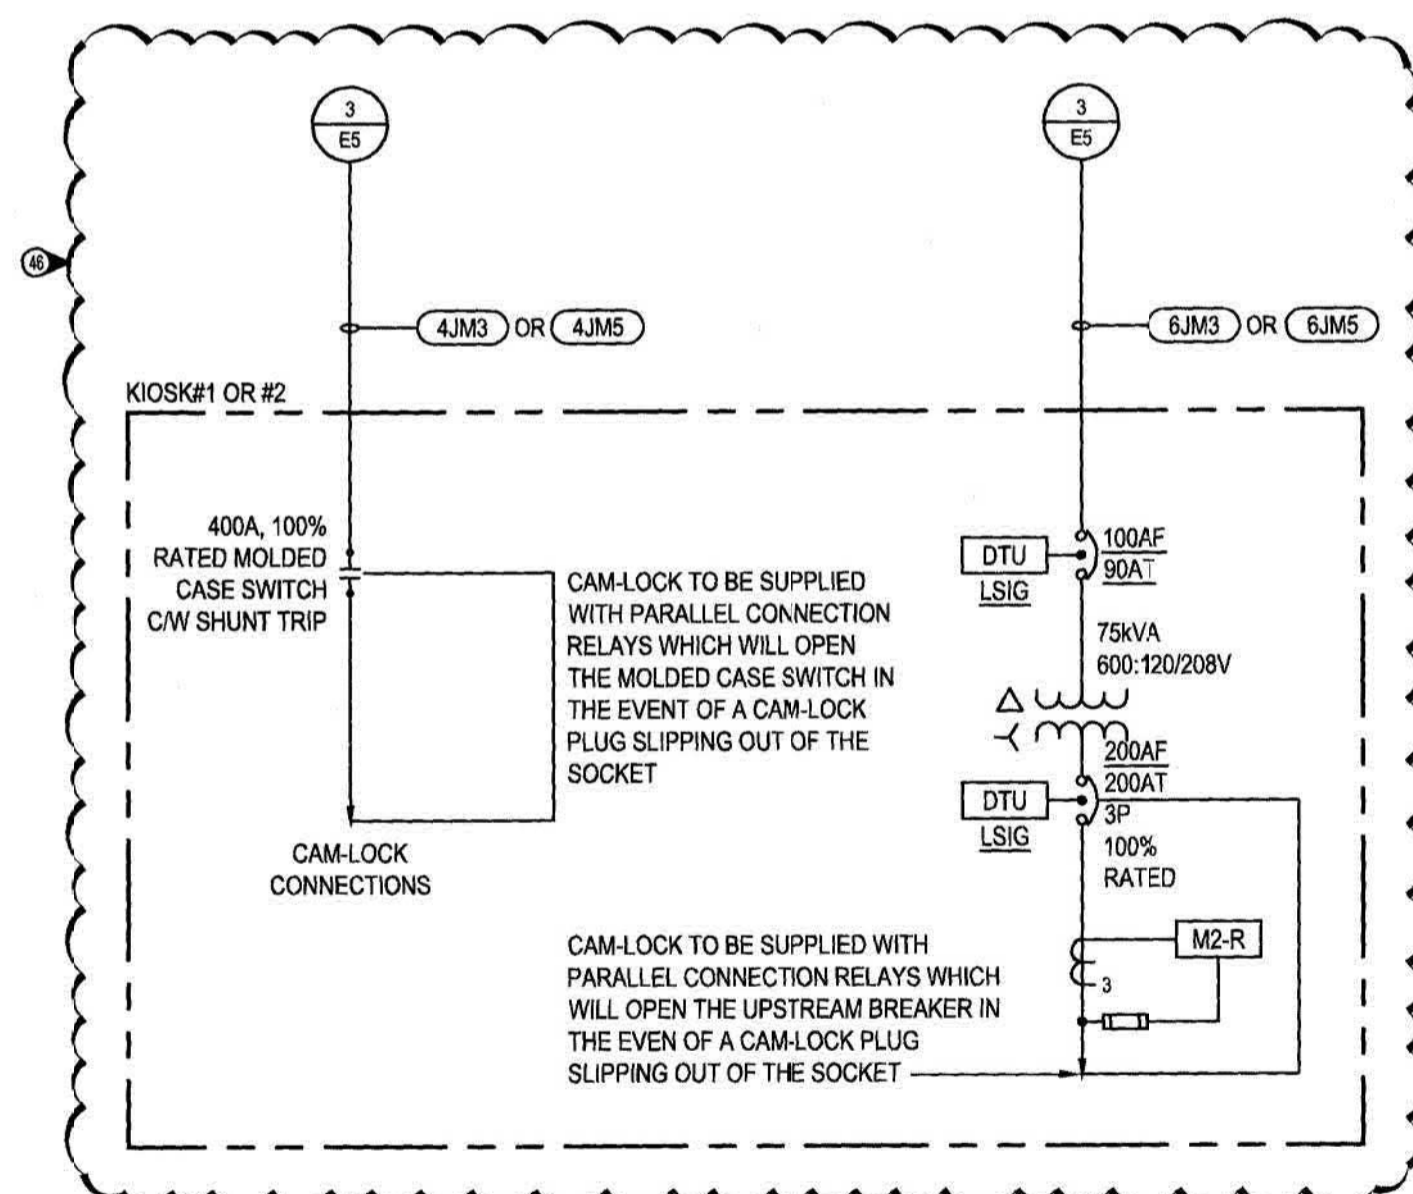 3
E5
3
E5
46
4JM3 OR 4JM5
6JM3 OR 6JM5
KIOSK#1 OR #2
400A, 100%
RATED MOLDED
CASE SWITCH
C/W SHUNT TRIP
CAM-LOCK TO BE SUPPLIED
WITH PARALLEL CONNECTION
RELAYS WHICH WILL OPEN
THE MOLDED CASE SWITCH IN
THE EVENT OF A CAM-LOCK
PLUG SLIPPING OUT OF THE
SOCKET
CAM-LOCK
CONNECTIONS
DTU
LSIG
100AF
90AT
75kVA
600:120/208V
200AF
200AT
3P
100%
RATED
DTU
LSIG
CAM-LOCK TO BE SUPPLIED WITH
PARALLEL CONNECTION RELAYS WHICH
WILL OPEN THE UPSTREAM BREAKER IN
THE EVEN OF A CAM-LOCK PLUG
SLIPPING OUT OF THE SOCKET
M2-R
3